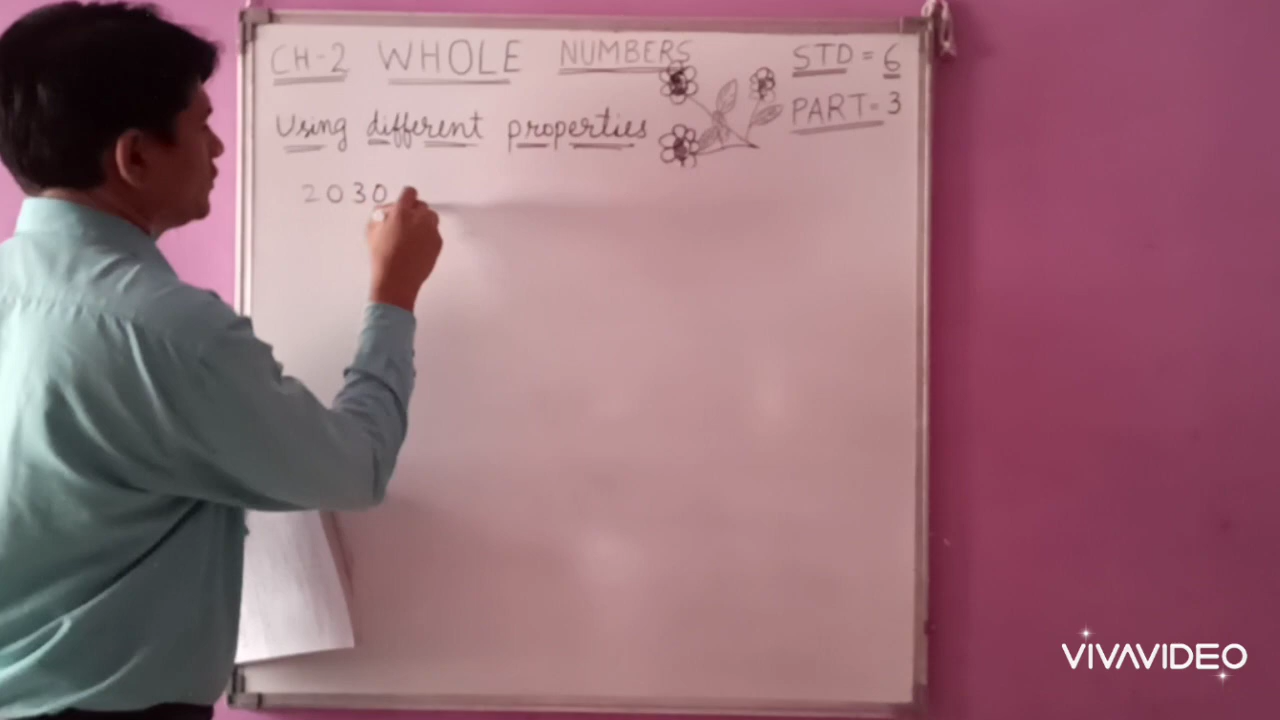 CH-2 WHOLE NUMBERS STD = 6
Using different properties PART = 3
2030
VIVAVIDEO